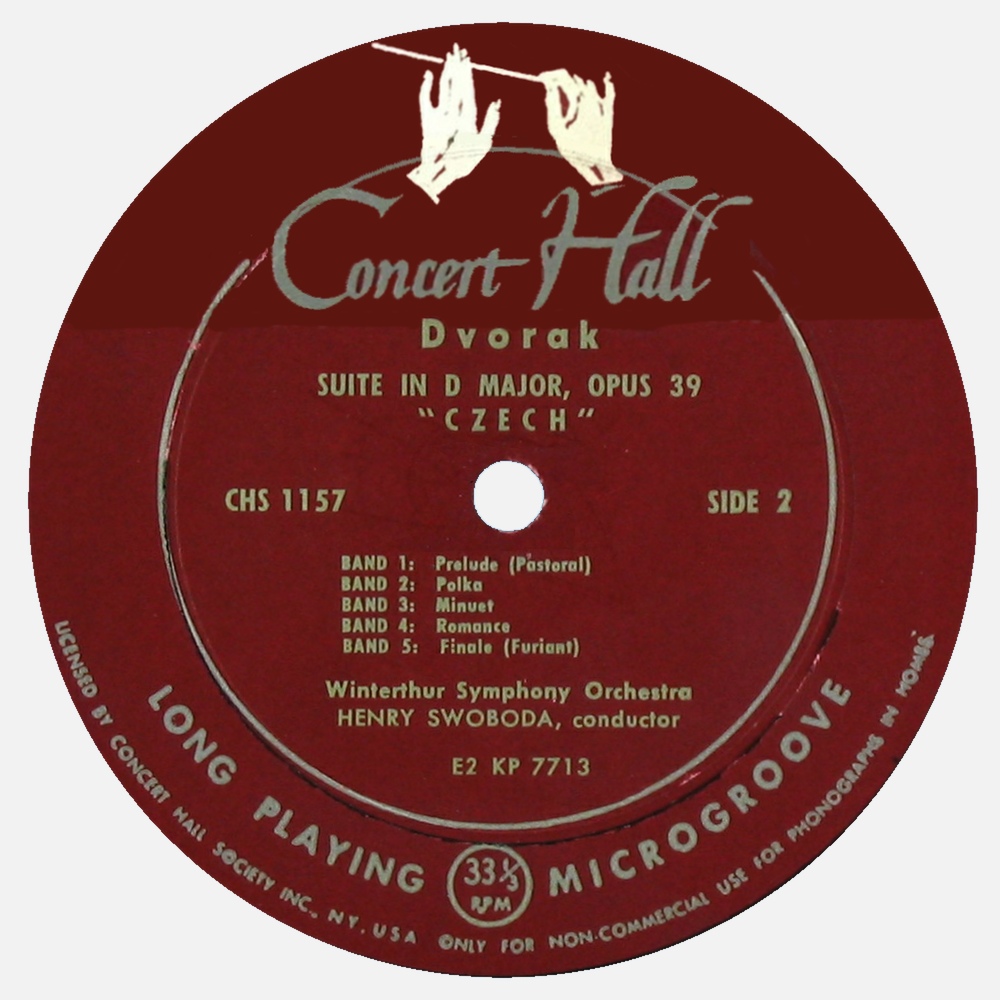 Concert Hall
Dvorak
SUITE IN D MAJOR, OPUS 39
"CZECH"
CHS 1157
SIDE 2
BAND 1: Prelude (Pastoral)
BAND 2: Polka
BAND 3: Minuet
BAND 4: Romance
BAND 5: Finale (Furiant)
Winterthur Symphony Orchestra
HENRY SWOBODA, conductor
E2 KP 7713
LONG PLAYING 33⅓ RPM MICROGROOVE
LICENSED BY CONCERT HALL SOCIETY INC., N.Y., USA ONLY FOR NON-COMMERCIAL USE FOR PHONOGRAPHS IN HOMES.